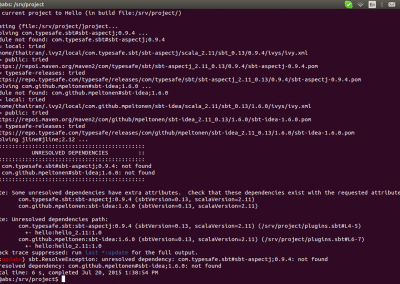 ars: /srv/project
current project to Hello (in build file:/srv/project/)
ating {file:/srv/project/}project...
olving com.typesafe.sbt#sbt-aspectj;0.9.4 ...
dule not found: com.typesafe.sbt#sbt-aspectj;0.9.4
= local: tried
home/thaitran/.ivy2/local/com.typesafe.sbt/sbt-aspectj/scala_2.11/sbt_0.13/0.9.4/ivys/ivy.xml
= public: tried
https://repo1.maven.org/maven2/com/typesafe/sbt/sbt-aspectj_2.11_0.13/0.9.4/sbt-aspectj-0.9.4.pom
= typesafe-releases: tried
https://repo.typesafe.com/typesafe/releases/com/typesafe/sbt/sbt-aspectj_2.11_0.13/0.9.4/sbt-aspectj-0.9.4.pom
olving com.github.mpeltonen#sbt-idea;1.6.0 ...
dule not found: com.github.mpeltonen#sbt-idea;1.6.0
= local: tried
home/thaitran/.ivy2/local/com.github.mpeltonen/sbt-idea/scala_2.11/sbt_0.13/1.6.0/ivys/ivy.xml
= public: tried
https://repo1.maven.org/maven2/com/github/mpeltonen/sbt-idea_2.11_0.13/1.6.0/sbt-idea-1.6.0.pom
= typesafe-releases: tried
https://repo.typesafe.com/typesafe/releases/com/github/mpeltonen/sbt-idea_2.11_0.13/1.6.0/sbt-idea-1.6.0.pom
olving jline#jline;2.12 ...
::::::::::::::::::::::::::::::::::::::::::::::
UNRESOLVED DEPENDENCIES ::
::::::::::::::::::::::::::::::::::::::::::::::
com.typesafe.sbt#sbt-aspectj;0.9.4: not found
com.github.mpeltonen#sbt-idea;1.6.0: not found
::::::::::::::::::::::::::::::::::::::::::::::
te: Some unresolved dependencies have extra attributes. Check that these dependencies exist with the requested attribute
com.typesafe.sbt:sbt-aspectj:0.9.4 (sbtVersion=0.13, scalaVersion=2.11)
com.github.mpeltonen:sbt-idea:1.6.0 (sbtVersion=0.13, scalaVersion=2.11)
te: Unresolved dependencies path:
com.typesafe.sbt:sbt-aspectj:0.9.4 (sbtVersion=0.13, scalaVersion=2.11) (/srv/project/plugins.sbt#L4-5)
+- hello:hello_2.11:1.0
com.github.mpeltonen:sbt-idea:1.6.0 (sbtVersion=0.13, scalaVersion=2.11) (/srv/project/plugins.sbt#L6-7)
+- hello:hello_2.11:1.0
ack trace suppressed: run last *:update for the full output.
update) sbt.ResolveException: unresolved dependency: com.typesafe.sbt#sbt-aspectj;0.9.4: not found
resolved dependency: com.github.mpeltonen#sbt-idea;1.6.0: not found
tal time: 6 s, completed Jul 20, 2015 1:38:54 PM
ars:/srv/project$